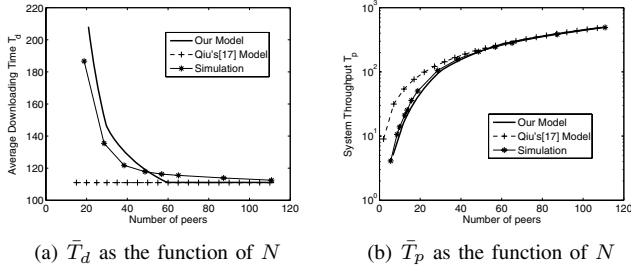 220
200
180
160
140
120
100
0 20 40 60 80 100 120
Average Downloading Time T_d
Number of peers
Our Model
Qiu's[17] Model
Simulation
(a) T̄_d as the function of N
10^3
10^2
10^1
10^0
0 20 40 60 80 100 120
System Throughput T_p
Number of peers
Our Model
Qiu's[17] Model
Simulation
(b) T̄_p as the function of N